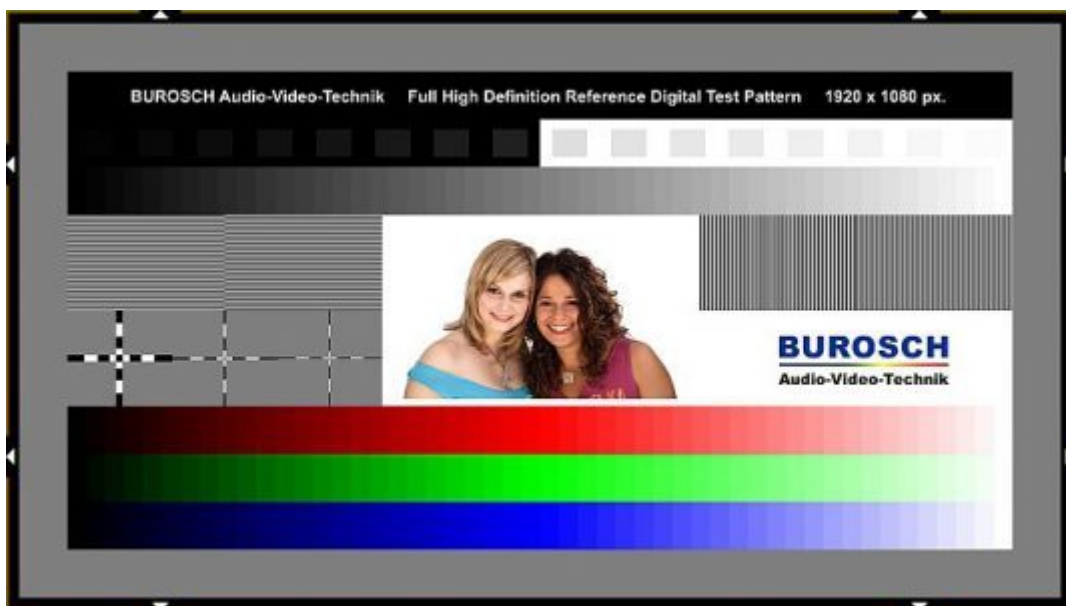 BUROSCH Audio-Video-Technik Full High Definition Reference Digital Test Pattern 1920 x 1080 px.
BUROSCH
Audio-Video-Technik